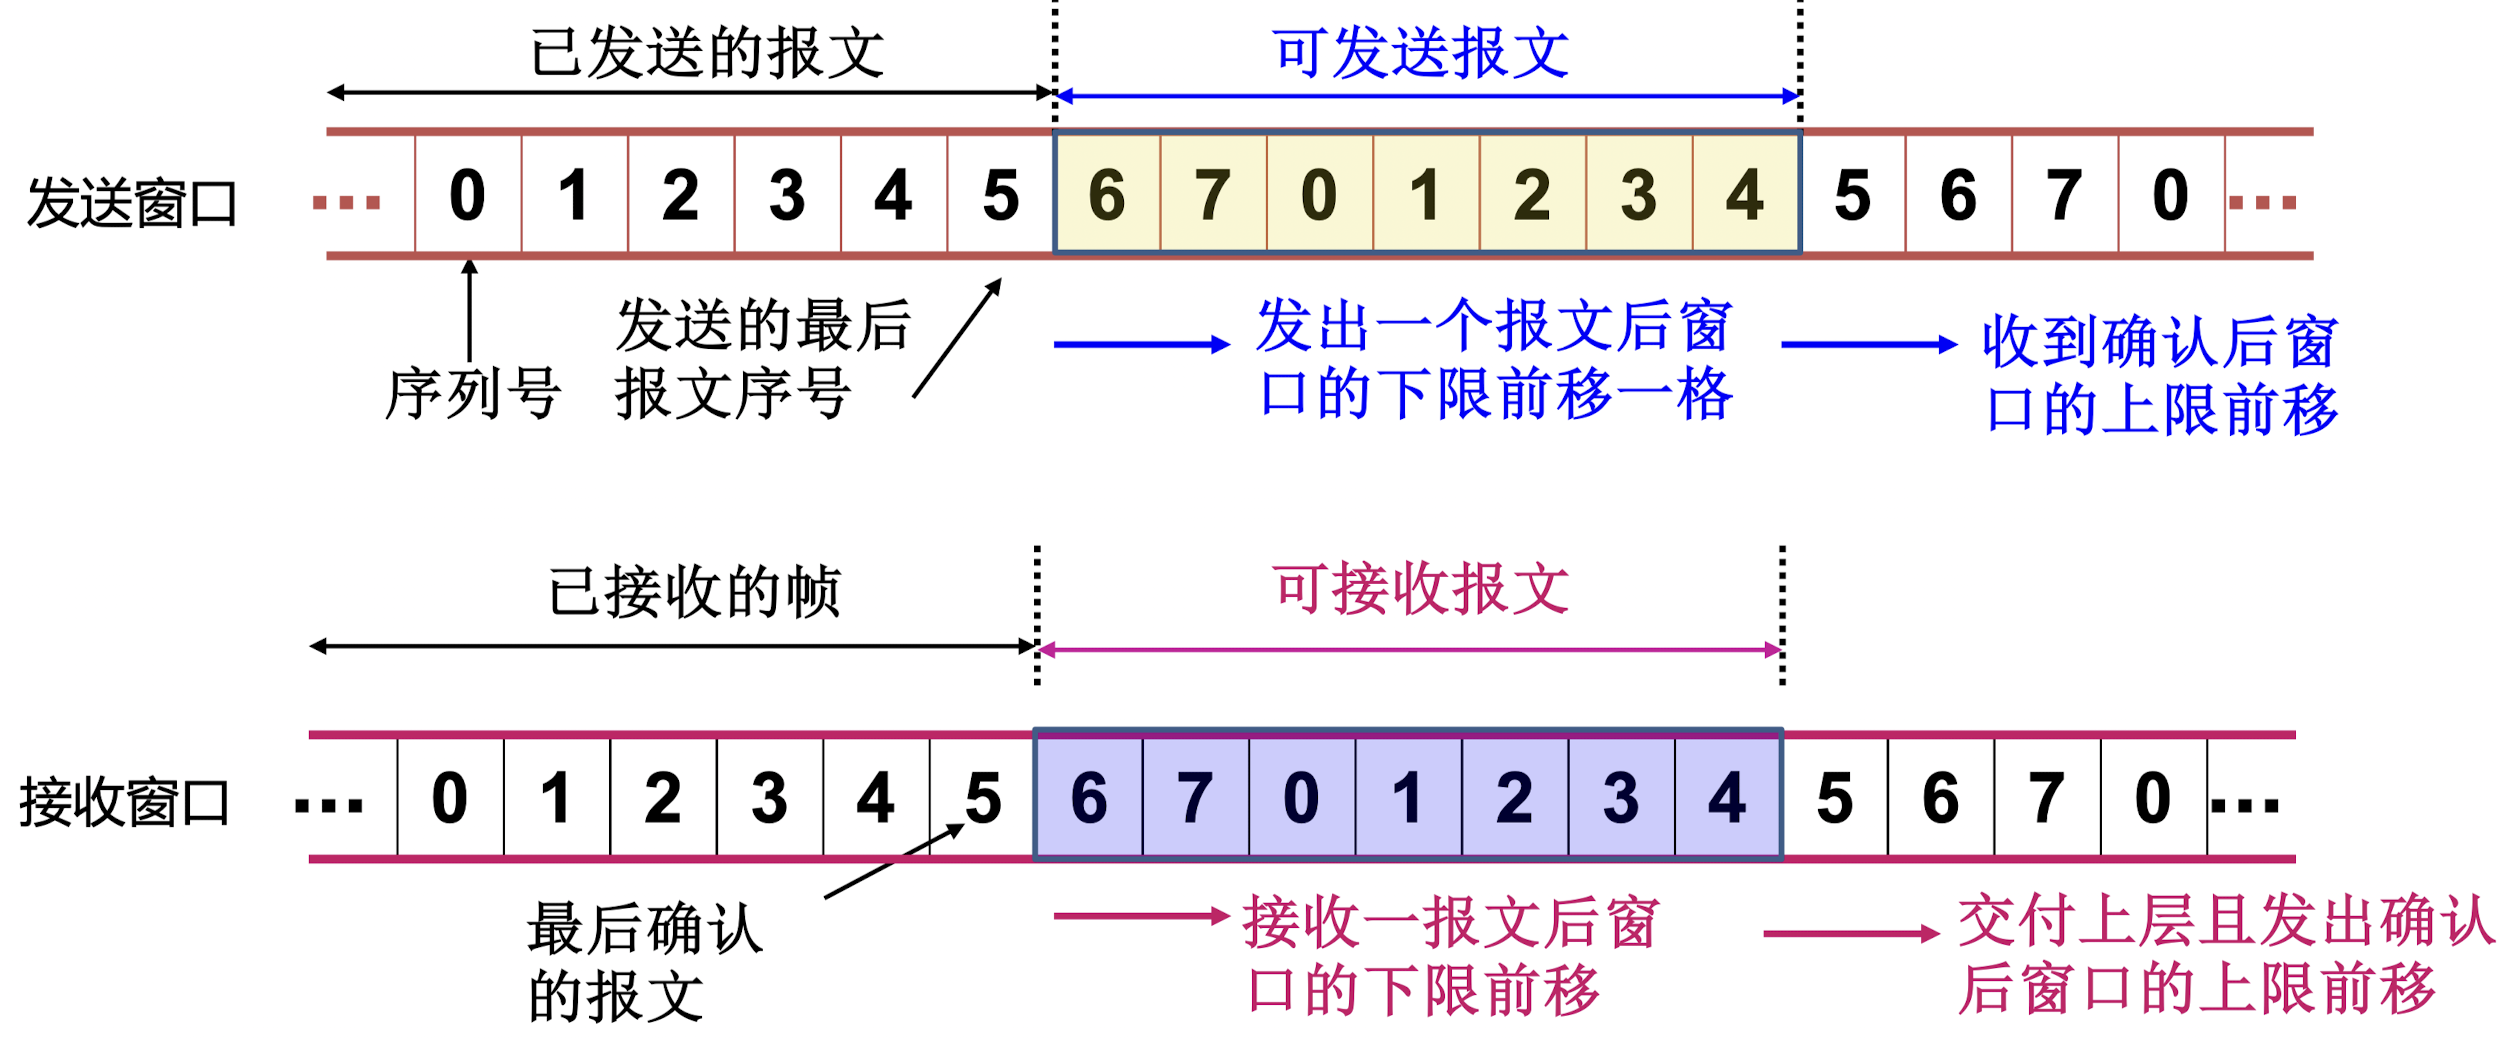 已发送的报文 可发送报文
发送窗口 ... 0 1 2 3 4 5 6 7 0 1 2 3 4 5 6 7 0 ...
序列号
发送的最后
报文序号
发出一个报文后窗
口的下限前移一格
收到确认后窗
口的上限前移
已接收的帧 可接收报文
接收窗口 ... 0 1 2 3 4 5 6 7 0 1 2 3 4 5 6 7 0 ...
最后确认
的报文
接收一报文后窗
口的下限前移
交付上层且发出确认
后窗口的上限前移